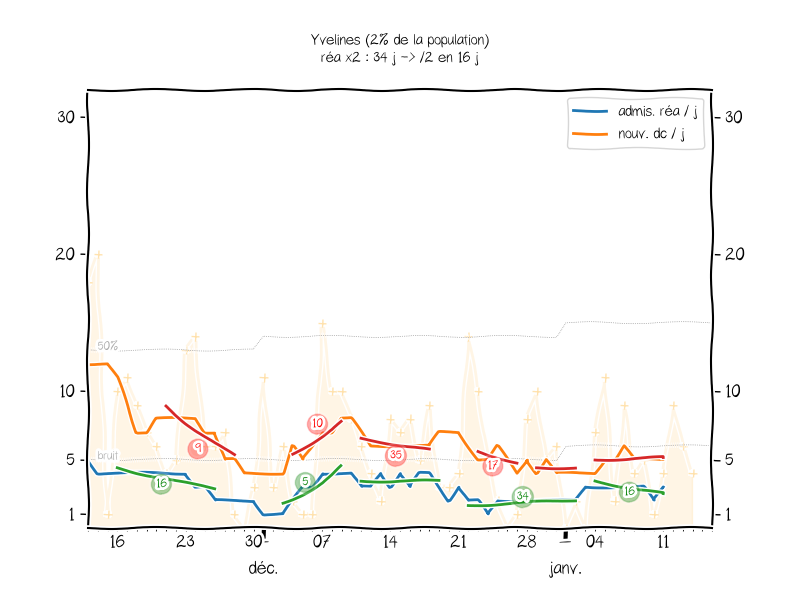 Yvelines (2% de la population)
réa x2 : 34 j -> /2 en 16 j
admis. réa / j
nouv. dc / j
30 30
20 20
50%
10 10
10
9
35
bruit
5 5
17
16
5
34
16
1 1
16 23 30 07 14 21 28 04 11
déc. janv.